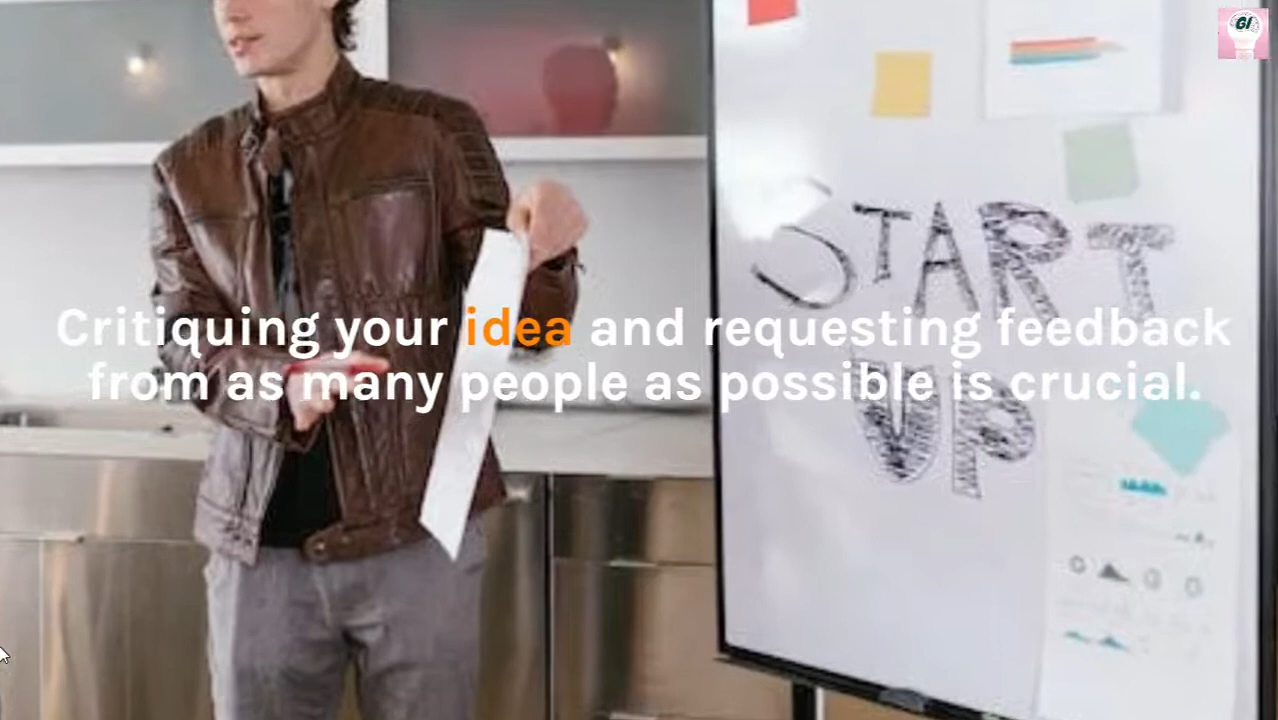 GI
START
Critiquing your idea and requesting feedback
from as many people as possible is crucial.
UP